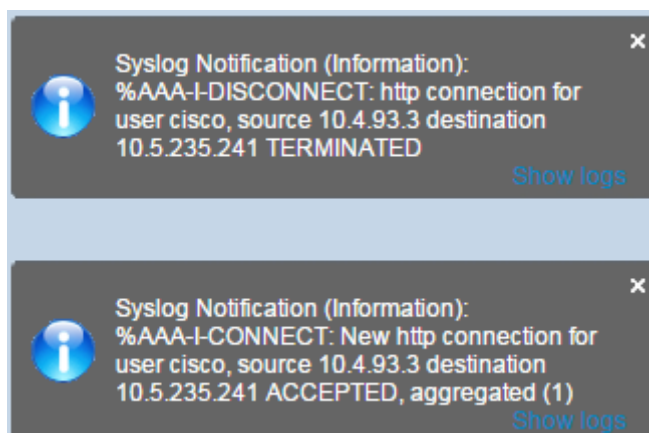 Syslog Notification (Information):
%AAA-I-DISCONNECT: http connection for
user cisco, source 10.4.93.3 destination
10.5.235.241 TERMINATED
Show logs
Syslog Notification (Information):
%AAA-I-CONNECT: New http connection for
user cisco, source 10.4.93.3 destination
10.5.235.241 ACCEPTED, aggregated (1)
Show logs